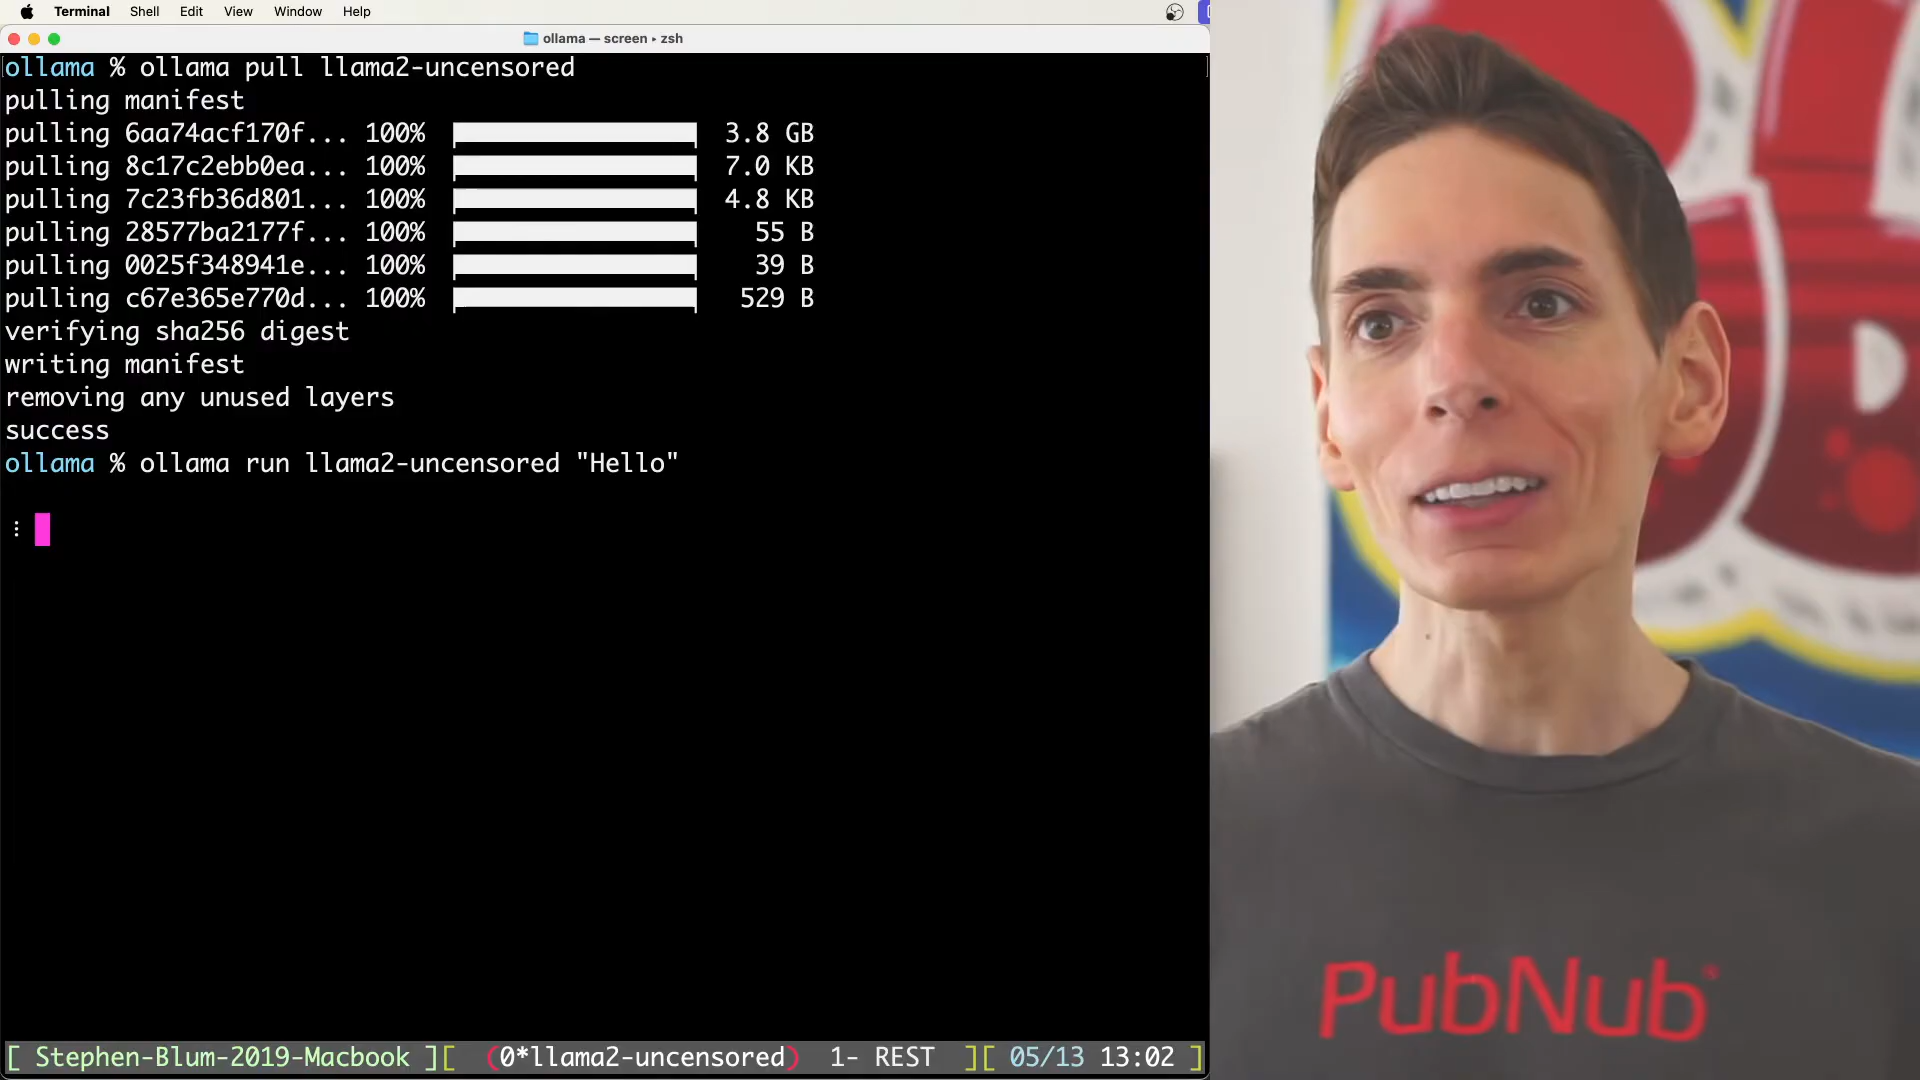 Terminal Shell Edit View Window Help
ollama — screen ▸ zsh
ollama % ollama pull llama2-uncensored
pulling manifest
pulling 6aa74acf170f... 100% 3.8 GB
pulling 8c17c2ebb0ea... 100% 7.0 KB
pulling 7c23fb36d801... 100% 4.8 KB
pulling 28577ba2177f... 100% 55 B
pulling 0025f348941e... 100% 39 B
pulling c67e365e770d... 100% 529 B
verifying sha256 digest
writing manifest
removing any unused layers
success
ollama % ollama run llama2-uncensored "Hello"
[ Stephen-Blum-2019-Macbook ][ (0*llama2-uncensored) 1- REST ][ 05/13 13:02 ]
PubNub®